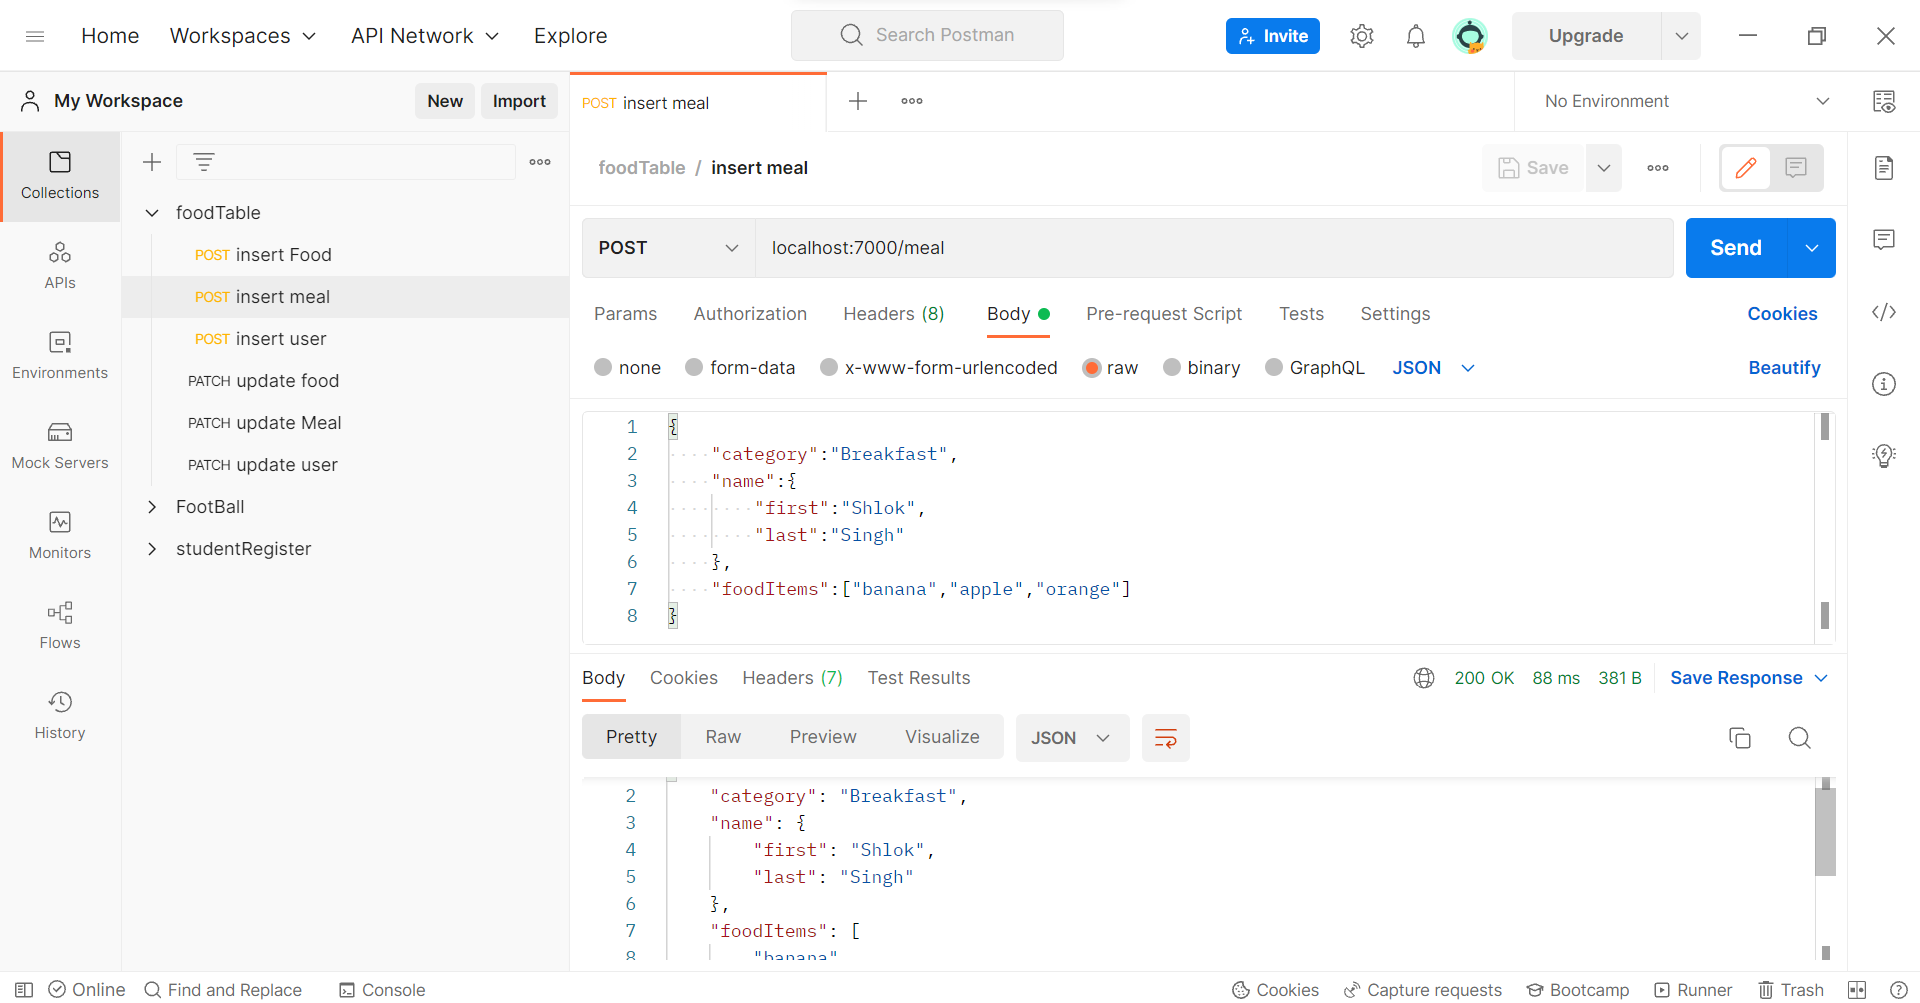 Home Workspaces API Network Explore Search Postman Invite Upgrade
My Workspace New Import
POST insert meal
No Environment
Collections
APIs
Environments
Mock Servers
Monitors
Flows
History
foodTable
POST insert Food
POST insert meal
POST insert user
PATCH update food
PATCH update Meal
PATCH update user
FootBall
studentRegister
foodTable / insert meal Save
POST localhost:7000/meal Send
Params Authorization Headers (8) Body Pre-request Script Tests Settings Cookies
none form-data x-www-form-urlencoded raw binary GraphQL JSON Beautify
1 {
2 "category":"Breakfast",
3 "name":{
4 "first":"Shlok",
5 "last":"Singh"
6 },
7 "foodItems":["banana","apple","orange"]
8 }
Body Cookies Headers (7) Test Results 200 OK 88 ms 381 B Save Response
Pretty Raw Preview Visualize JSON
2 "category": "Breakfast",
3 "name": {
4 "first": "Shlok",
5 "last": "Singh"
6 },
7 "foodItems": [
8 "banana"
Online Find and Replace Console Cookies Capture requests Bootcamp Runner Trash